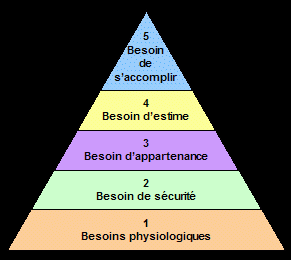 5
Besoin
de
s'accomplir
4
Besoin d'estime
3
Besoin d'appartenance
2
Besoin de sécurité
1
Besoins physiologiques